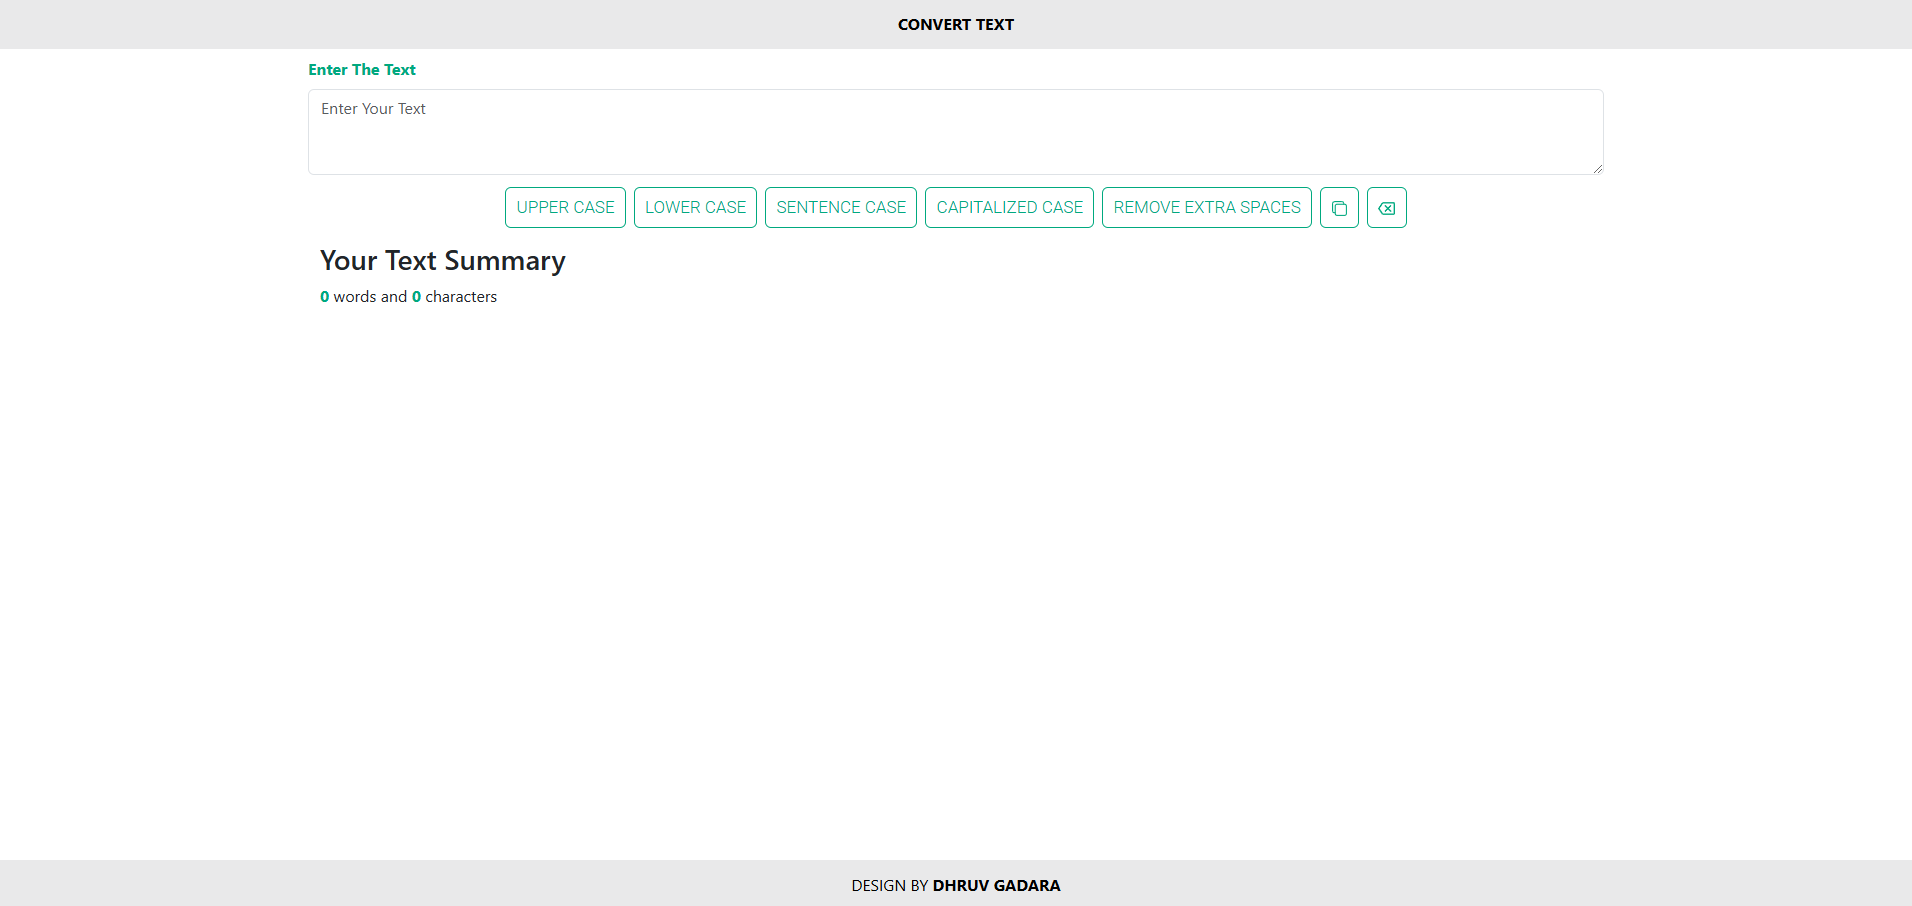 CONVERT TEXT
Enter The Text
Enter Your Text
UPPER CASE LOWER CASE SENTENCE CASE CAPITALIZED CASE REMOVE EXTRA SPACES
Your Text Summary
0 words and 0 characters
DESIGN BY DHRUV GADARA